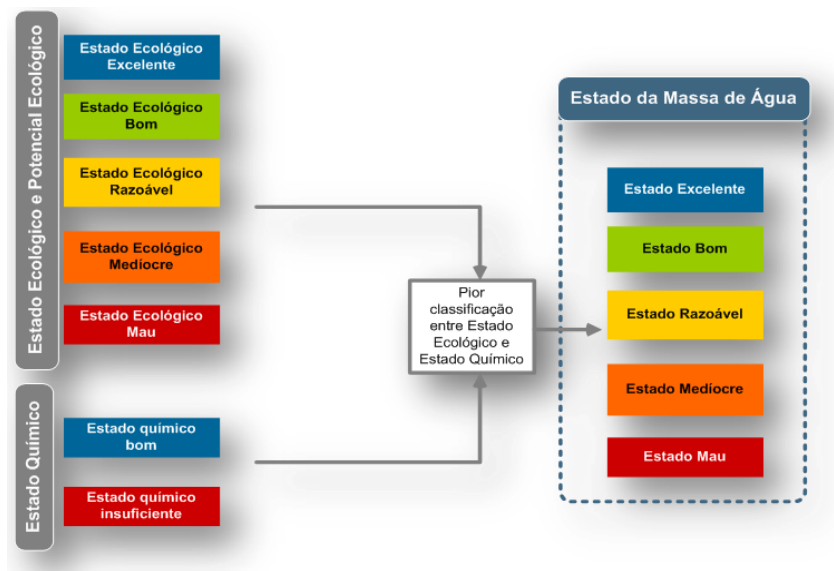 Estado Ecológico e Potencial Ecológico
Estado Ecológico
Excelente
Estado Ecológico
Bom
Estado Ecológico
Razoável
Estado Ecológico
Medíocre
Estado Ecológico
Mau
Estado Químico
Estado químico
bom
Estado químico
insuficiente
Pior
classificação
entre Estado
Ecológico e
Estado Químico
Estado da Massa de Água
Estado Excelente
Estado Bom
Estado Razoável
Estado Medíocre
Estado Mau